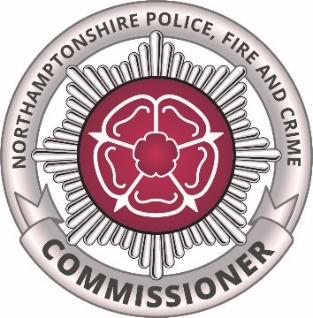 NORTHAMPTONSHIRE POLICE, FIRE AND CRIME
COMMISSIONER